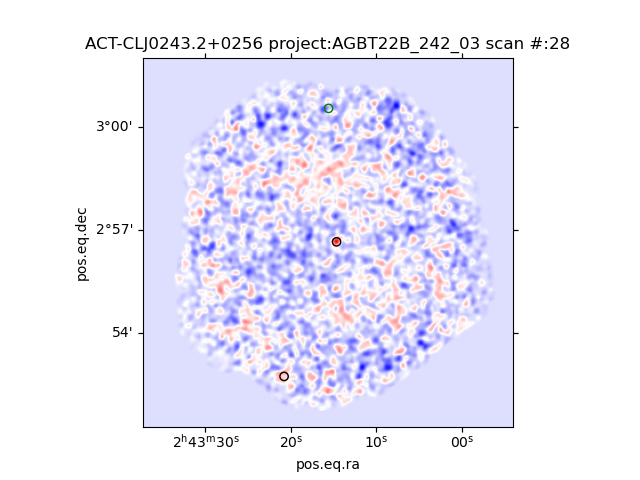 ACT-CLJ0243.2+0256 project:AGBT22B_242_03 scan #:28
3°00'
2°57'
54'
pos.eq.dec
2ʰ43ᵐ30ˢ 20ˢ 10ˢ 00ˢ
pos.eq.ra